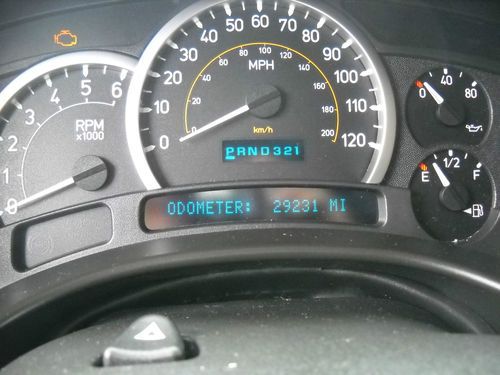 60
50 70
40 80
30 90
20 100
10 110
0 120
80 100 120
60 140
40 160
20 180
0 200
MPH
km/h
PRND321
0 1 2 3 4 5 6
RPM
x1000
0 40 80
E 1/2 F
ODOMETER: 29231 MI